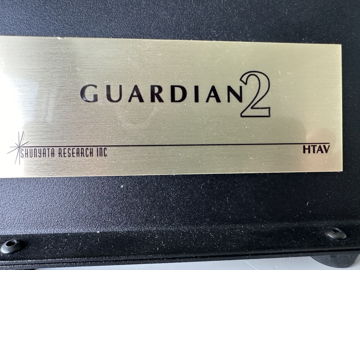 GUARDIAN2
SHUNYATA RESEARCH INC
HTAV